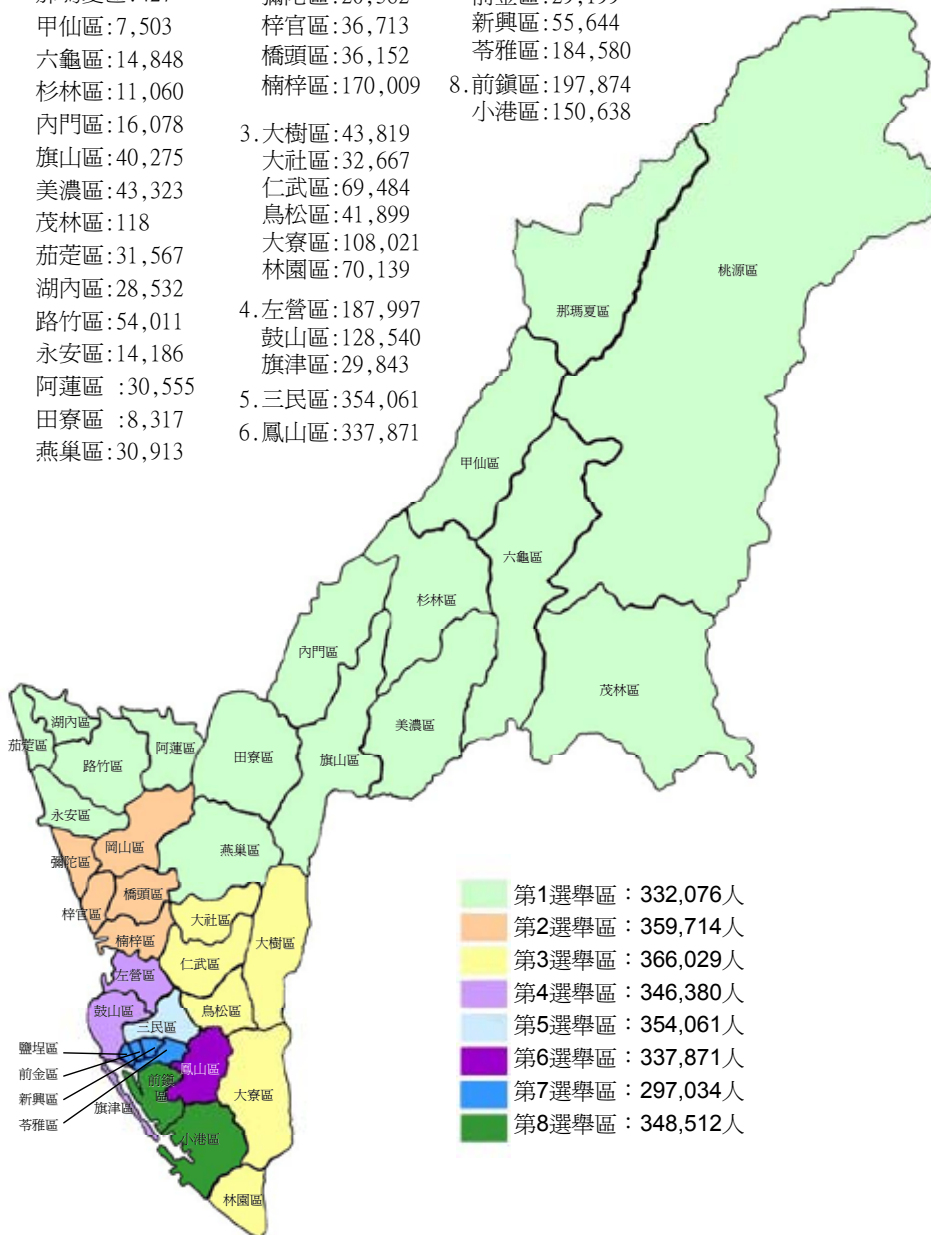 甲仙區:7,503
六龜區:14,848
杉林區:11,060
內門區:16,078
旗山區:40,275
美濃區:43,323
茂林區:118
茄萣區:31,567
湖內區:28,532
路竹區:54,011
永安區:14,186
阿蓮區 :30,555
田寮區 :8,317
燕巢區:30,913
梓官區:36,713
橋頭區:36,152
楠梓區:170,009
3.大樹區:43,819
大社區:32,667
仁武區:69,484
鳥松區:41,899
大寮區:108,021
林園區:70,139
4.左營區:187,997
鼓山區:128,540
旗津區:29,843
5.三民區:354,061
6.鳳山區:337,871
新興區:55,644
苓雅區:184,580
8.前鎮區:197,874
小港區:150,638
桃源區
那瑪夏區
甲仙區
六龜區
杉林區
內門區
茂林區
美濃區
旗山區
湖內區
茄萣區
路竹區
阿蓮區
田寮區
永安區
岡山區
燕巢區
彌陀區
橋頭區
梓官區
大社區
大樹區
楠梓區
仁武區
左營區
鼓山區
鳥松區
三民區
鹽埕區
前金區
新興區
苓雅區
旗津區
前鎮
區
鳳山區
大寮區
小港區
林園區
第1選舉區：332,076人
第2選舉區：359,714人
第3選舉區：366,029人
第4選舉區：346,380人
第5選舉區：354,061人
第6選舉區：337,871人
第7選舉區：297,034人
第8選舉區：348,512人